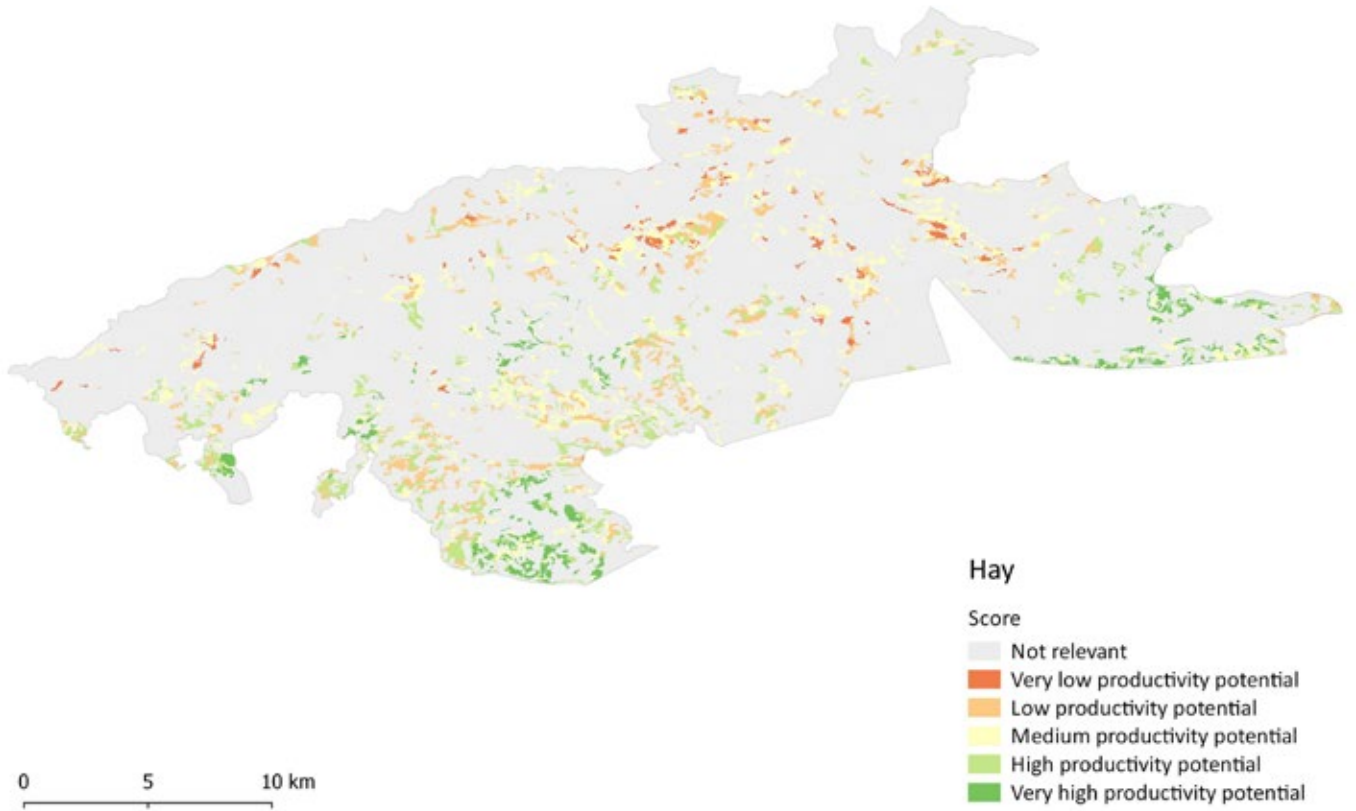 Hay
Score
Not relevant
Very low productivity potential
Low productivity potential
Medium productivity potential
High productivity potential
Very high productivity potential
0 5 10 km